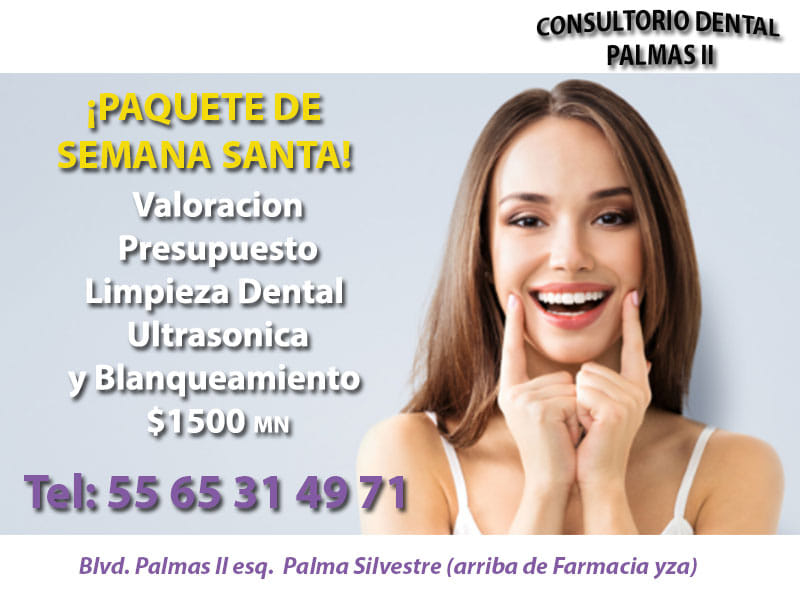 CONSULTORIO DENTAL
PALMAS II
¡PAQUETE DE
SEMANA SANTA!
Valoracion
Presupuesto
Limpieza Dental
Ultrasonica
y Blanqueamiento
$1500 MN
Tel: 55 65 31 49 71
Blvd. Palmas II esq. Palma Silvestre (arriba de Farmacia yza)